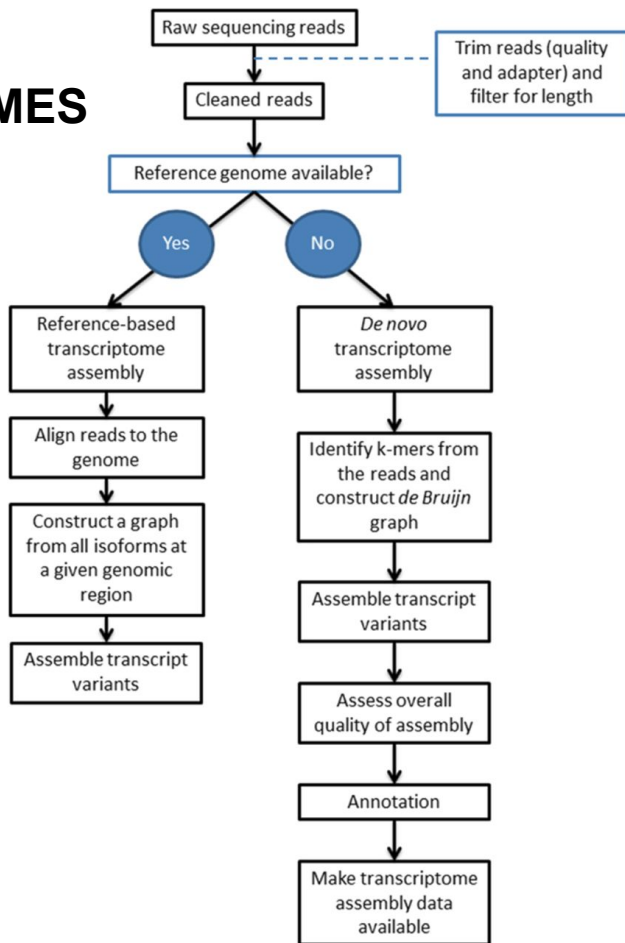 Raw sequencing reads
Trim reads (quality
and adapter) and
filter for length
MES
Cleaned reads
Reference genome available?
Yes
No
Reference-based
transcriptome
assembly
Align reads to the
genome
Construct a graph
from all isoforms at
a given genomic
region
Assemble transcript
variants
De novo
transcriptome
assembly
Identify k-mers from
the reads and
construct de Bruijn
graph
Assemble transcript
variants
Assess overall
quality of assembly
Annotation
Make transcriptome
assembly data
available